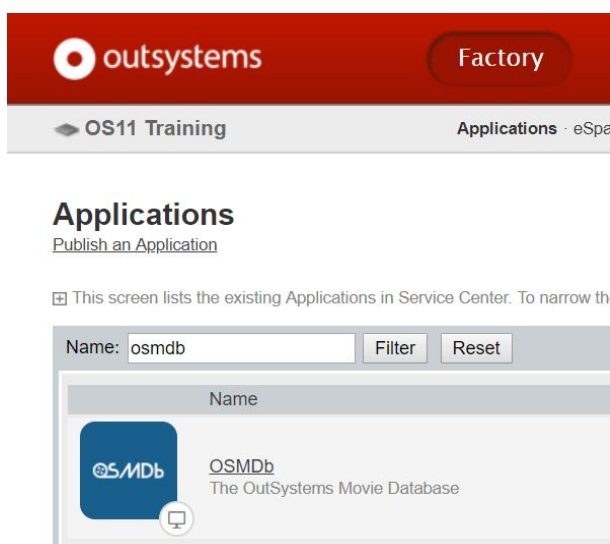 outsystems Factory
OS11 Training Applications · eSpa
Applications
Publish an Application
This screen lists the existing Applications in Service Center. To narrow th
Name: osmdb Filter Reset
Name
OSMDb
OSMDb
The OutSystems Movie Database